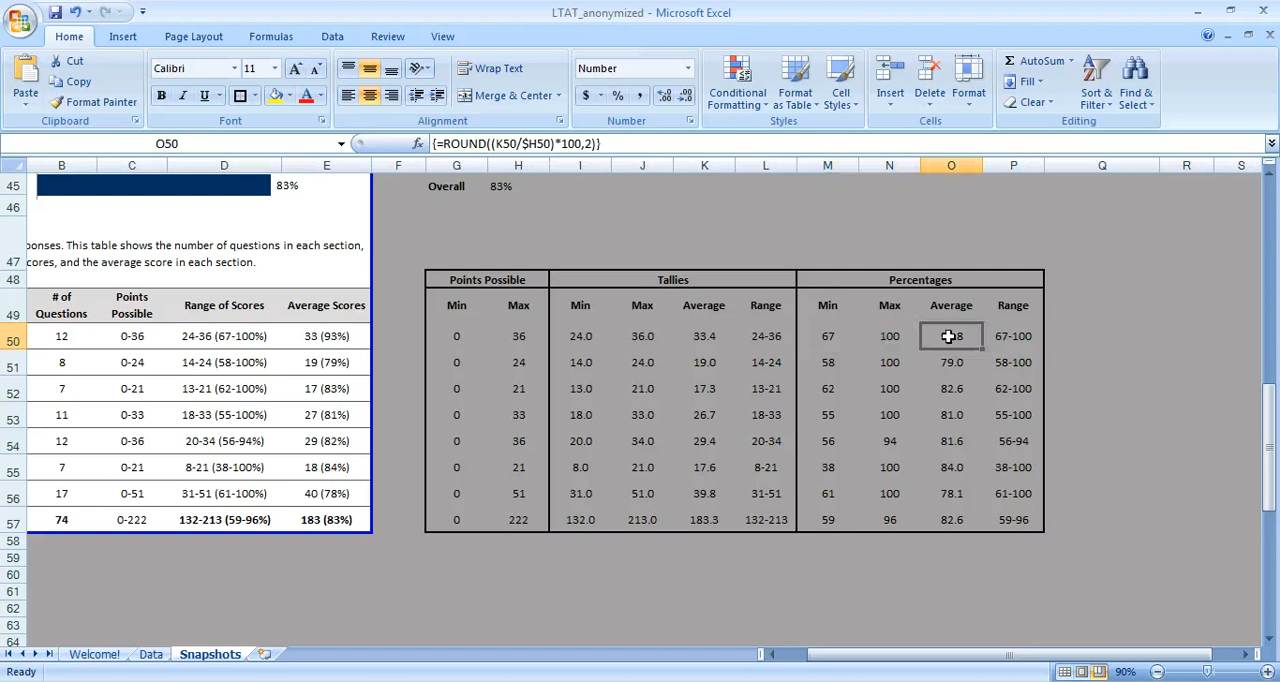 LTAT_anonymized - Microsoft Excel
Home Insert Page Layout Formulas Data Review View
Paste
Cut
Copy
Format Painter
Clipboard
Calibri 11
B I U
Font
Wrap Text
Merge & Center
Alignment
Number
$ % ,
Number
Conditional Formatting
Format as Table
Cell Styles
Styles
Insert Delete Format
Cells
AutoSum
Fill
Clear
Sort & Filter
Find & Select
Editing
O50 fx {=ROUND((K50/$H50)*100,2)}
B C D E F G H I J K L M N O P Q R S
45 83% Overall 83%
46
47 onses. This table shows the number of questions in each section,
cores, and the average score in each section.
48 Points Possible Tallies Percentages
49 # of Questions Points Possible Range of Scores Average Scores Min Max Min Max Average Range Min Max Average Range
50 12 0-36 24-36 (67-100%) 33 (93%) 0 36 24.0 36.0 33.4 24-36 67 100 8 67-100
51 8 0-24 14-24 (58-100%) 19 (79%) 0 24 14.0 24.0 19.0 14-24 58 100 79.0 58-100
52 7 0-21 13-21 (62-100%) 17 (83%) 0 21 13.0 21.0 17.3 13-21 62 100 82.6 62-100
53 11 0-33 18-33 (55-100%) 27 (81%) 0 33 18.0 33.0 26.7 18-33 55 100 81.0 55-100
54 12 0-36 20-34 (56-94%) 29 (82%) 0 36 20.0 34.0 29.4 20-34 56 94 81.6 56-94
55 7 0-21 8-21 (38-100%) 18 (84%) 0 21 8.0 21.0 17.6 8-21 38 100 84.0 38-100
56 17 0-51 31-51 (61-100%) 40 (78%) 0 51 31.0 51.0 39.8 31-51 61 100 78.1 61-100
57 74 0-222 132-213 (59-96%) 183 (83%) 0 222 132.0 213.0 183.3 132-213 59 96 82.6 59-96
58
59
60
61
62
63
64
Welcome! Data Snapshots
Ready 90%